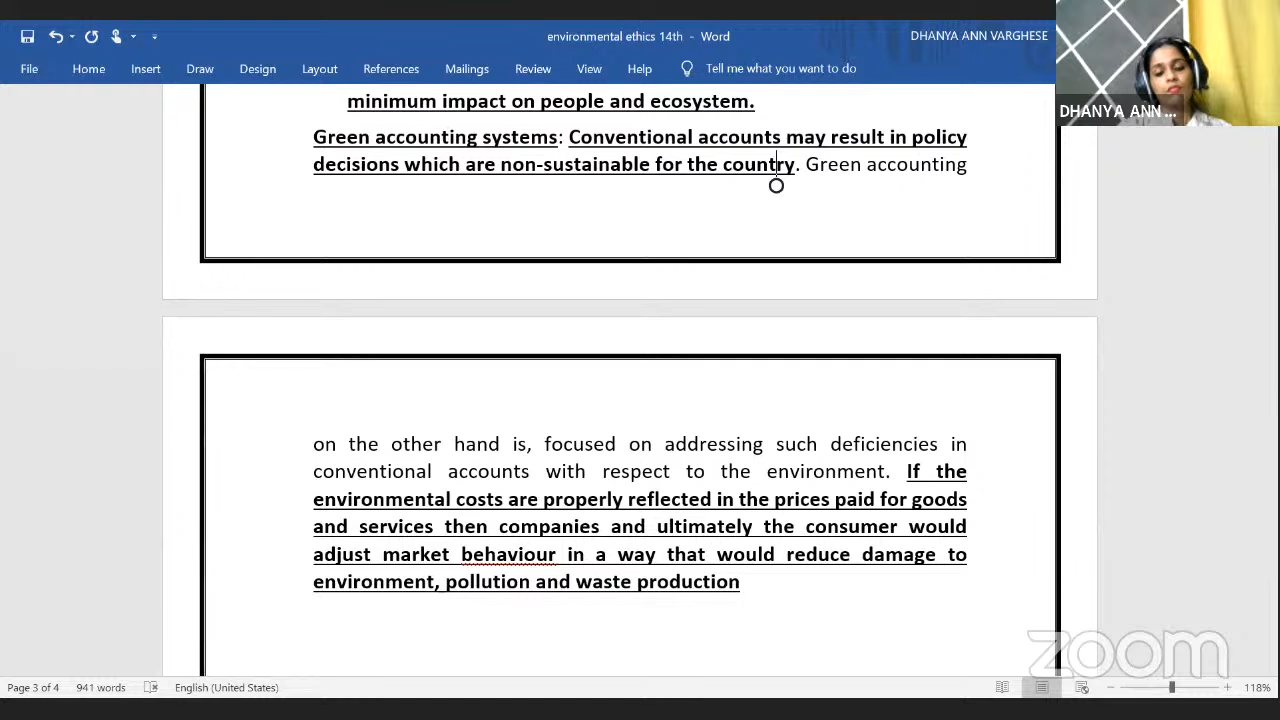 environmental ethics 14th - Word
DHANYA ANN VARGHESE
File Home Insert Draw Design Layout References Mailings Review View Help Tell me what you want to do
DHANYA ANN ...
minimum impact on people and ecosystem.
Green accounting systems: Conventional accounts may result in policy
decisions which are non-sustainable for the country. Green accounting
on the other hand is, focused on addressing such deficiencies in
conventional accounts with respect to the environment. If the
environmental costs are properly reflected in the prices paid for goods
and services then companies and ultimately the consumer would
adjust market behaviour in a way that would reduce damage to
environment, pollution and waste production
zoom
Page 3 of 4 941 words English (United States) 118%